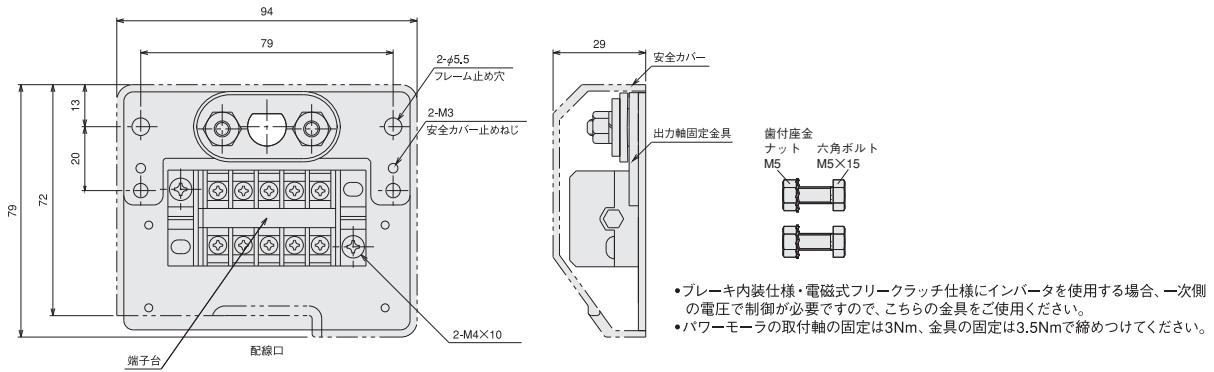 94
79
2-φ5.5
フレーム止め穴
2-M3
安全カバー止めねじ
13
20
72
79
端子台
配線口
2-M4×10
29
安全カバー
出力軸固定金具
歯付座金
ナット 六角ボルト
M5 M5×15
•ブレーキ内装仕様・電磁式フリークラッチ仕様にインバータを使用する場合、一次側
の電圧で制御が必要ですので、こちらの金具をご使用ください。
•パワーモーラの取付軸の固定は3Nm、金具の固定は3.5Nmで締めつけてください。